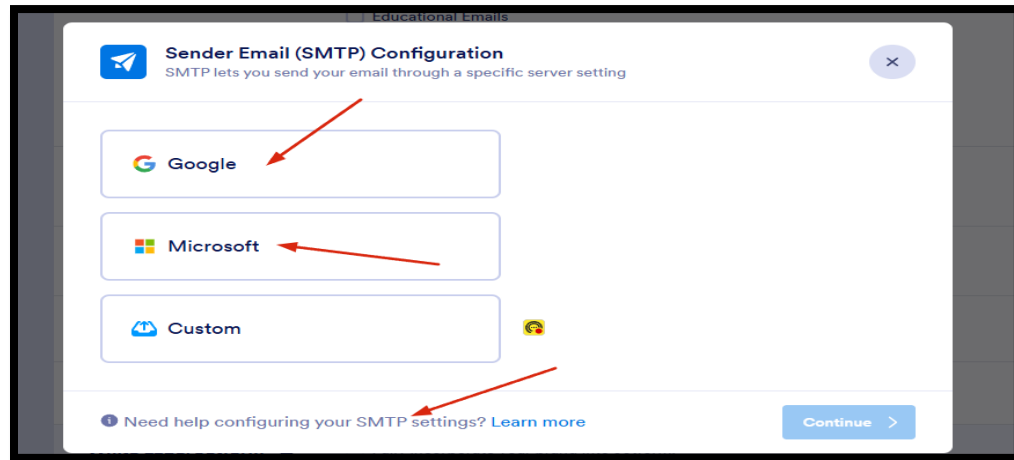 Educational Emails
Sender Email (SMTP) Configuration
SMTP lets you send your email through a specific server setting
Google
Microsoft
Custom
Need help configuring your SMTP settings? Learn more
Continue